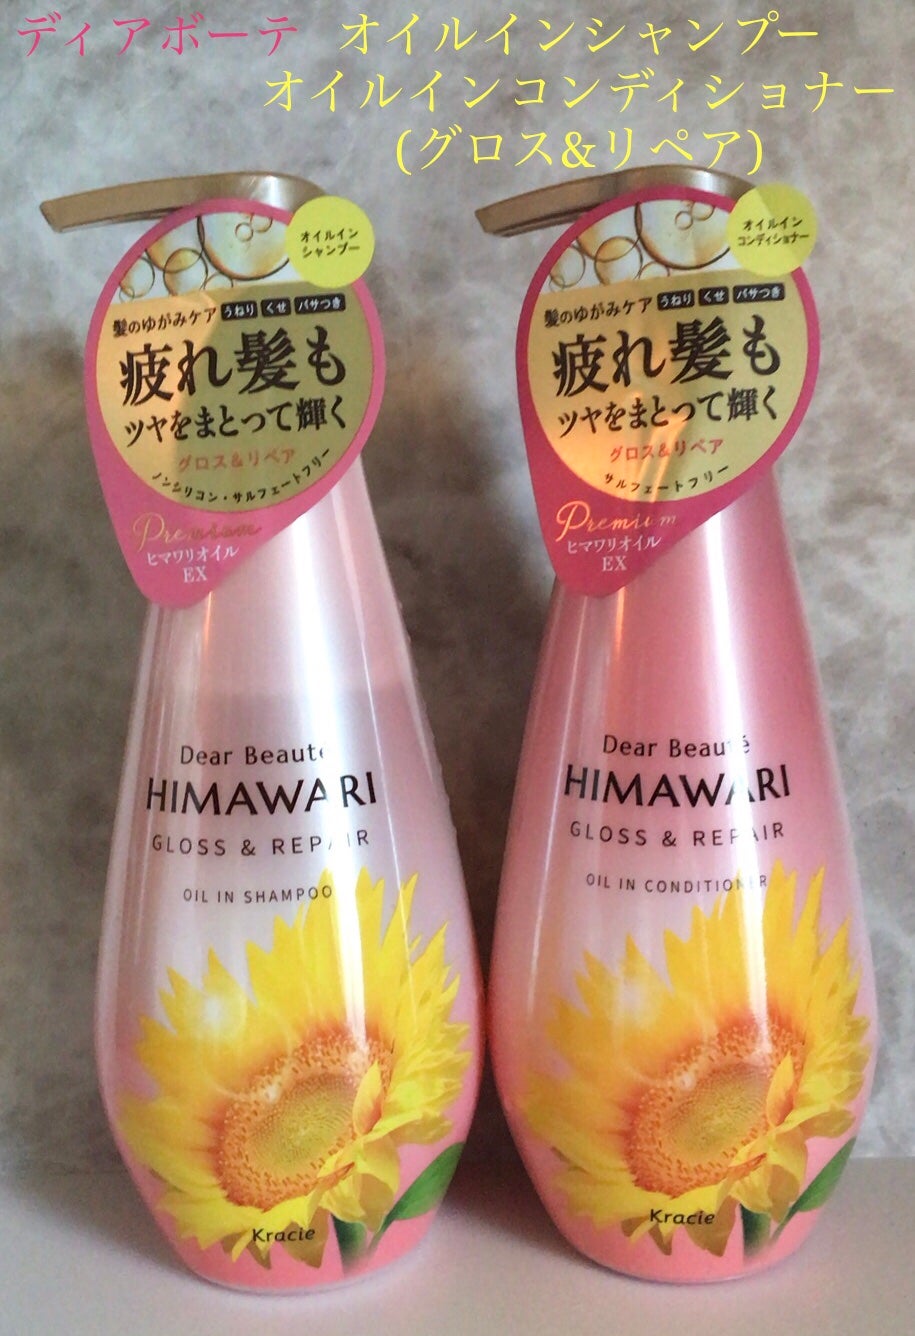 ディアボーテ オイルインシャンプー
オイルインコンディショナー
(グロス&リペア)
オイルイン
シャンプー
髪のゆがみケア うねり くせ パサつき
疲れ髪も
ツヤをまとって輝く
グロス&リペア
ノンシリコン・サルフェートフリー
Premium
ヒマワリオイル
EX
Dear Beauté
HIMAWARI
GLOSS & REPAIR
OIL IN SHAMPOO
Kracie
オイルイン
コンディショナー
髪のゆがみケア うねり くせ パサつき
疲れ髪も
ツヤをまとって輝く
グロス&リペア
サルフェートフリー
Premium
ヒマワリオイル
EX
Dear Beauté
HIMAWARI
GLOSS & REPAIR
OIL IN CONDITIONER
Kracie